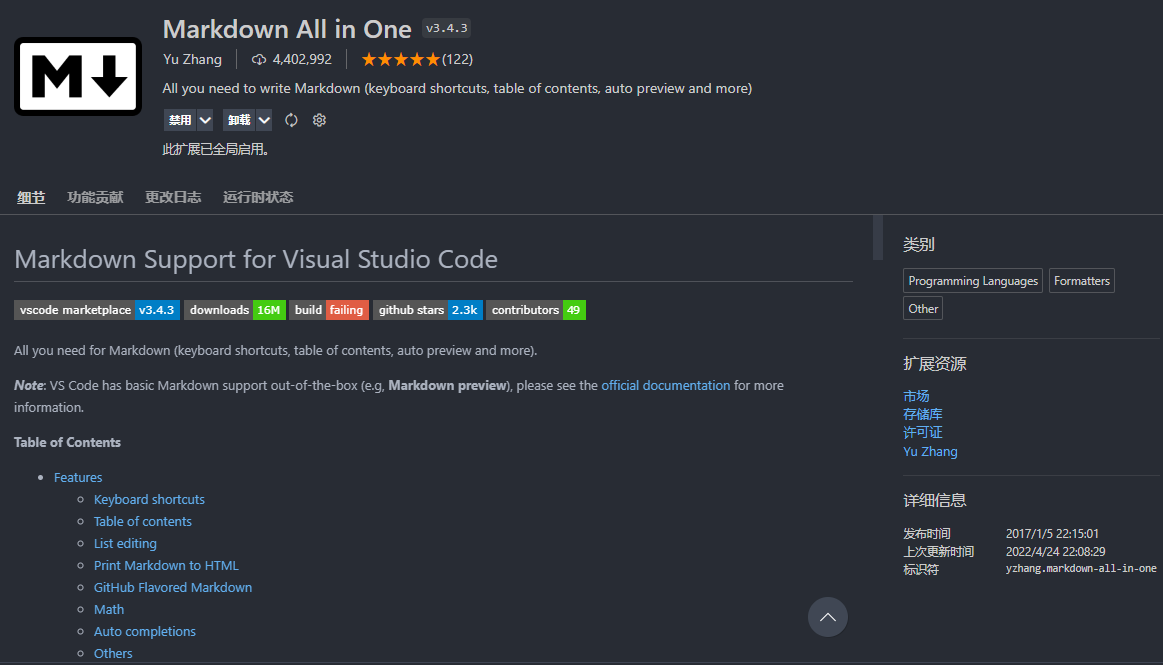 Markdown All in One v3.4.3
Yu Zhang 4,402,992 (122)
All you need to write Markdown (keyboard shortcuts, table of contents, auto preview and more)
禁用 卸载
此扩展已全局启用。
细节 功能贡献 更改日志 运行时状态
M
Markdown Support for Visual Studio Code
vscode marketplace v3.4.3 downloads 16M build failing github stars 2.3k contributors 49
All you need for Markdown (keyboard shortcuts, table of contents, auto preview and more).
Note: VS Code has basic Markdown support out-of-the-box (e.g, Markdown preview), please see the official documentation for more
information.
Table of Contents
Features
Keyboard shortcuts
Table of contents
List editing
Print Markdown to HTML
GitHub Flavored Markdown
Math
Auto completions
Others
类别
Programming Languages Formatters
Other
扩展资源
市场
存储库
许可证
Yu Zhang
详细信息
发布时间 2017/1/5 22:15:01
上次更新时间 2022/4/24 22:08:29
标识符 yzhang.markdown-all-in-one